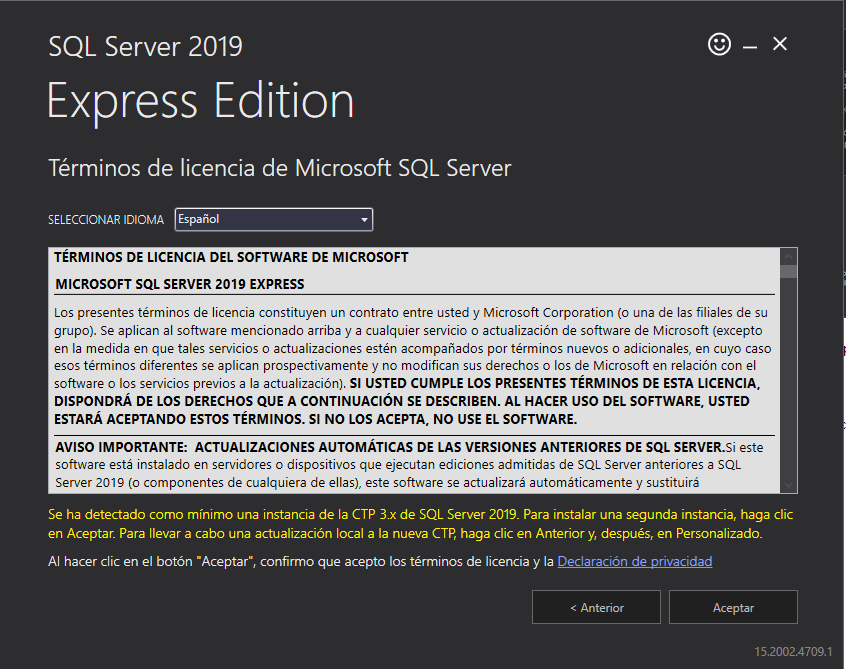 SQL Server 2019
Express Edition
Términos de licencia de Microsoft SQL Server
SELECCIONAR IDIOMA Español
TÉRMINOS DE LICENCIA DEL SOFTWARE DE MICROSOFT
MICROSOFT SQL SERVER 2019 EXPRESS
Los presentes términos de licencia constituyen un contrato entre usted y Microsoft Corporation (o una de las filiales de su
grupo). Se aplican al software mencionado arriba y a cualquier servicio o actualización de software de Microsoft (excepto
en la medida en que tales servicios o actualizaciones estén acompañados por términos nuevos o adicionales, en cuyo caso
esos términos diferentes se aplican prospectivamente y no modifican sus derechos o los de Microsoft en relación con el
software o los servicios previos a la actualización). SI USTED CUMPLE LOS PRESENTES TÉRMINOS DE ESTA LICENCIA,
DISPONDRÁ DE LOS DERECHOS QUE A CONTINUACIÓN SE DESCRIBEN. AL HACER USO DEL SOFTWARE, USTED
ESTARÁ ACEPTANDO ESTOS TÉRMINOS. SI NO LOS ACEPTA, NO USE EL SOFTWARE.
AVISO IMPORTANTE: ACTUALIZACIONES AUTOMÁTICAS DE LAS VERSIONES ANTERIORES DE SQL SERVER.Si este
software está instalado en servidores o dispositivos que ejecutan ediciones admitidas de SQL Server anteriores a SQL
Server 2019 (o componentes de cualquiera de ellas), este software se actualizará automáticamente y sustituirá
Se ha detectado como mínimo una instancia de la CTP 3.x de SQL Server 2019. Para instalar una segunda instancia, haga clic
en Aceptar. Para llevar a cabo una actualización local a la nueva CTP, haga clic en Anterior y, después, en Personalizado.
Al hacer clic en el botón "Aceptar", confirmo que acepto los términos de licencia y la Declaración de privacidad
< Anterior Aceptar
15.2002.4709.1